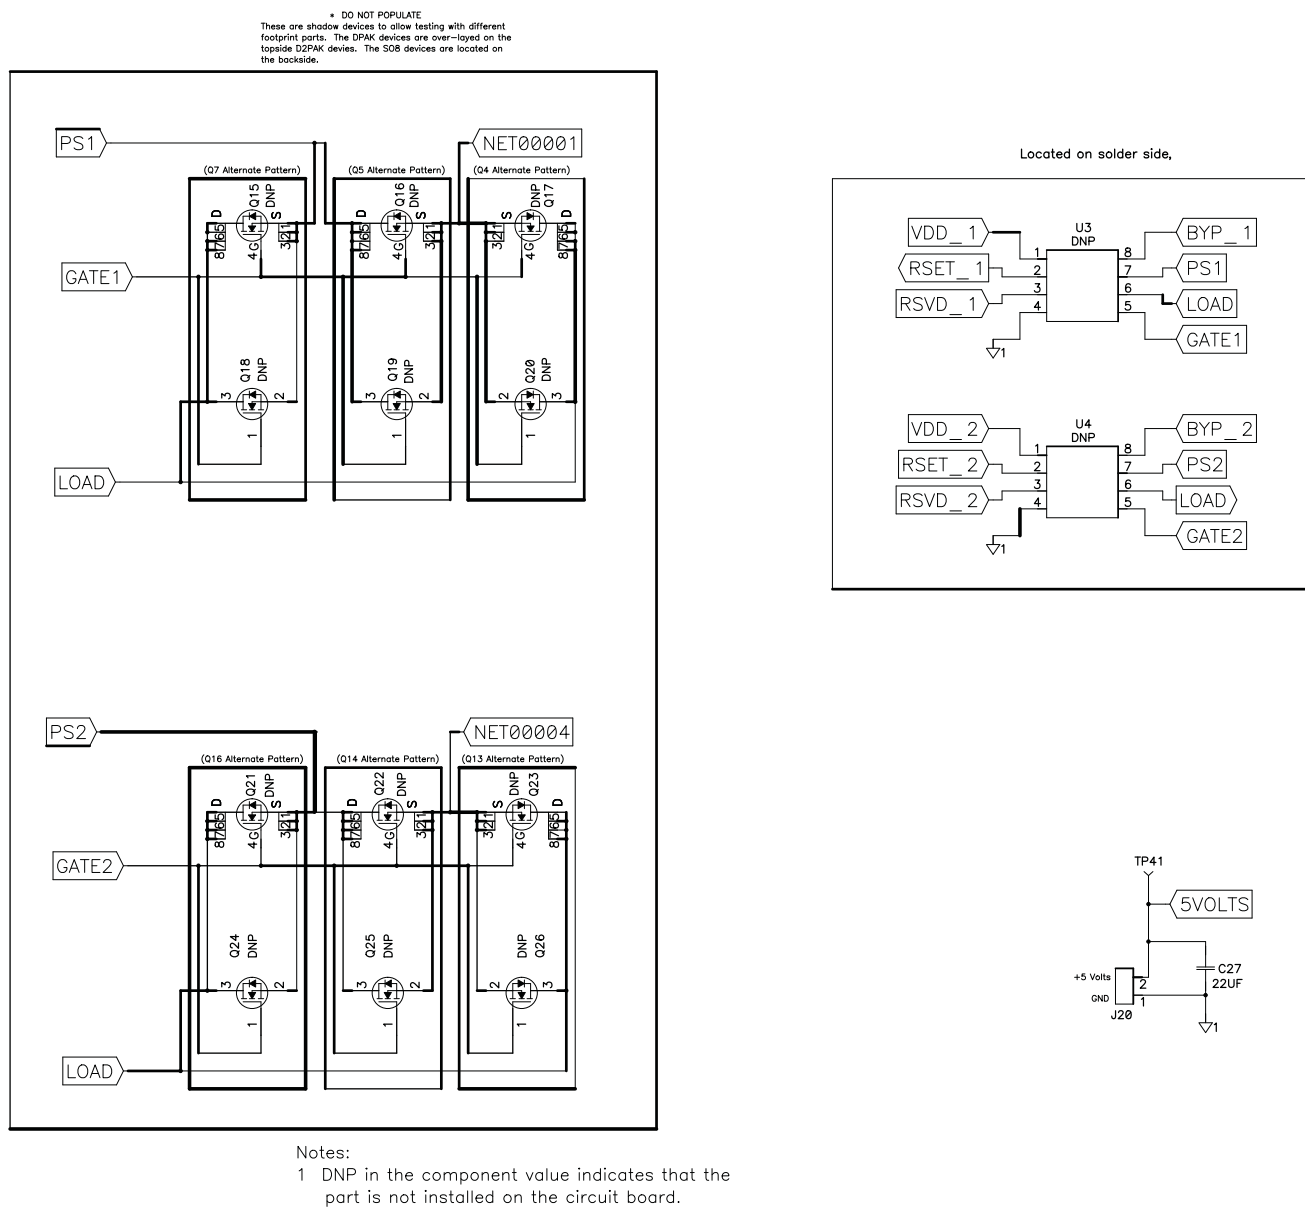 * DO NOT POPULATE
These are shadow devices to allow testing with different
footprint parts. The DPAK devices are over-layed on the
topside D2PAK devies. The SO8 devices are located on
the backside.
PS1
NET00001
(Q7 Alternate Pattern)
(Q5 Alternate Pattern)
(Q4 Alternate Pattern)
D
8765
Q15
DNP
4G
S
321
D
8765
Q16
DNP
4G
S
321
S
321
DNP
Q17
4G
D
8765
GATE1
Q18
DNP
3
2
1
Q19
DNP
3
2
1
Q20
DNP
2
3
1
LOAD
PS2
NET00004
(Q16 Alternate Pattern)
(Q14 Alternate Pattern)
(Q13 Alternate Pattern)
D
8765
Q21
DNP
4G
S
321
D
8765
Q22
DNP
4G
S
321
S
321
DNP
Q23
4G
D
8765
GATE2
Q24
DNP
3
2
1
Q25
DNP
3
2
1
DNP
Q26
2
3
1
LOAD
Notes:
1 DNP in the component value indicates that the
part is not installed on the circuit board.
Located on solder side,
VDD_1
RSET_1
RSVD_1
1
2
3
4
1
U3
DNP
8
7
6
5
BYP_1
PS1
LOAD
GATE1
VDD_2
RSET_2
RSVD_2
1
2
3
4
1
U4
DNP
8
7
6
5
BYP_2
PS2
LOAD
GATE2
TP41
5VOLTS
+5 Volts
GND
2
1
J20
C27
22UF
1